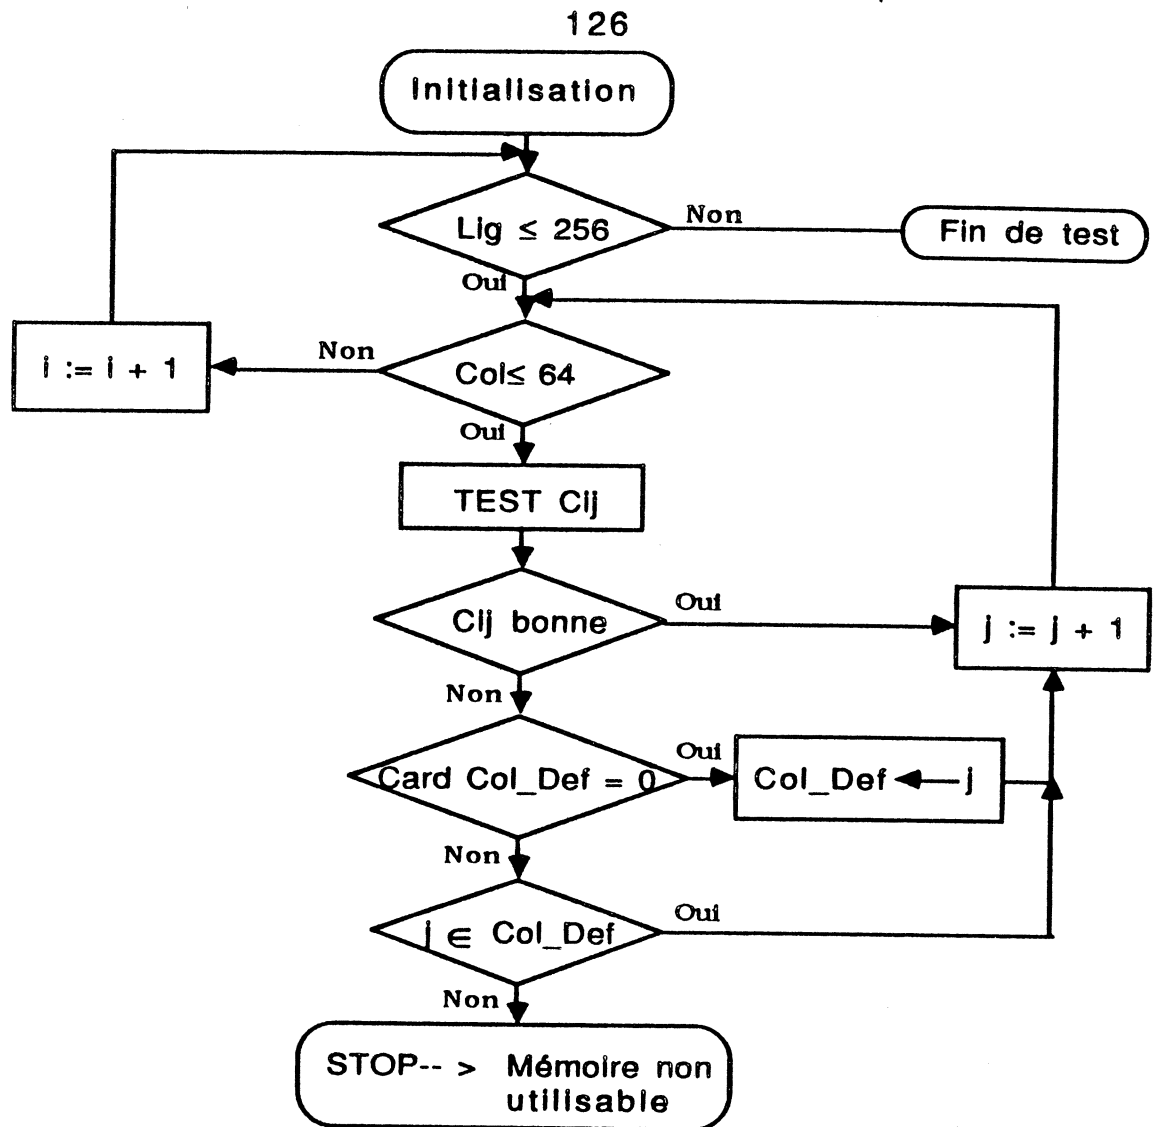 126
Initialisation
Lig ≤ 256
Non
Fin de test
Oui
i := i + 1
Non
Col≤ 64
Oui
TEST Cij
Cij bonne
Oui
j := j + 1
Non
Card Col_Def = 0
Oui
Col_Def ← j
Non
j ∈ Col_Def
Oui
Non
STOP-- > Mémoire non
utilisable